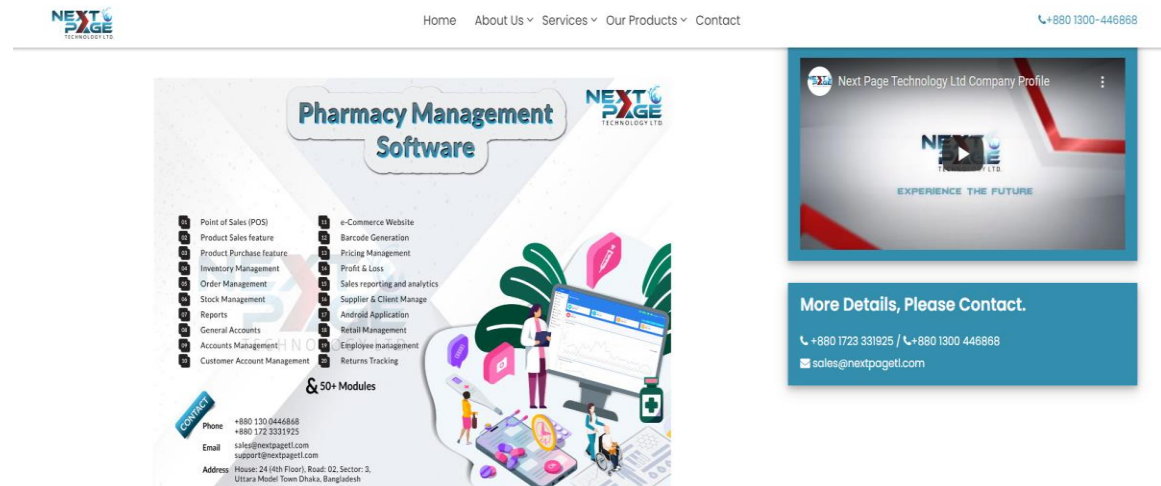 NEXT PAGE
TECHNOLOGY LTD.
Home About Us Services Our Products Contact
+880 1300-446868
Pharmacy Management
Software
NEXT PAGE
TECHNOLOGY LTD
01 Point of Sales (POS)
02 Product Sales feature
03 Product Purchase feature
04 Inventory Management
05 Order Management
06 Stock Management
07 Reports
08 General Accounts
09 Accounts Management
10 Customer Account Management
11 e-Commerce Website
12 Barcode Generation
13 Pricing Management
14 Profit & Loss
15 Sales reporting and analytics
16 Supplier & Client Manage
17 Android Application
18 Retail Management
19 Employee management
20 Returns Tracking
NEXT PAGE
TECHNOLOGY LTD
& 50+ Modules
CONTACT
Phone +880 130 0446868
+880 172 3331925
Email sales@nextpagetl.com
support@nextpagetl.com
Address House: 24 (4th Floor), Road: 02, Sector: 3,
Uttara Model Town Dhaka, Bangladesh
Next Page Technology Ltd Company Profile
NEXT PAGE
TECHNOLOGY LTD.
EXPERIENCE THE FUTURE
More Details, Please Contact.
+880 1723 331925 / +880 1300 446868
sales@nextpagetl.com